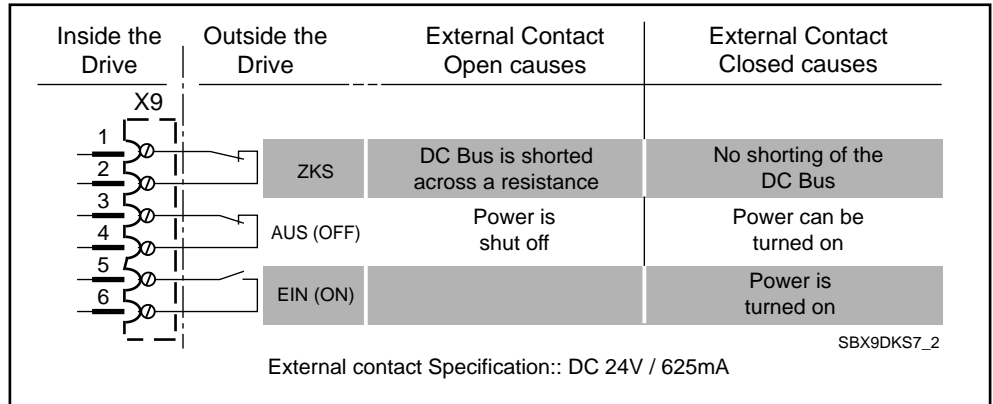 Inside the Drive
Outside the Drive
External Contact Open causes
External Contact Closed causes
X9
1
2
3
4
5
6
ZKS
DC Bus is shorted across a resistance
No shorting of the DC Bus
AUS (OFF)
Power is shut off
Power can be turned on
EIN (ON)
Power is turned on
SBX9DKS7_2
External contact Specification:: DC 24V / 625mA